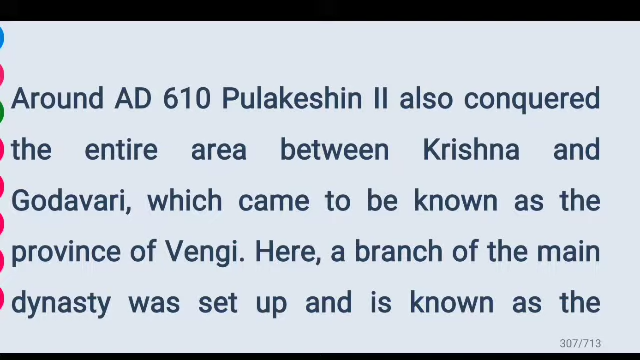 Around AD 610 Pulakeshin II also conquered
the entire area between Krishna and
Godavari, which came to be known as the
province of Vengi. Here, a branch of the main
dynasty was set up and is known as the
307/713